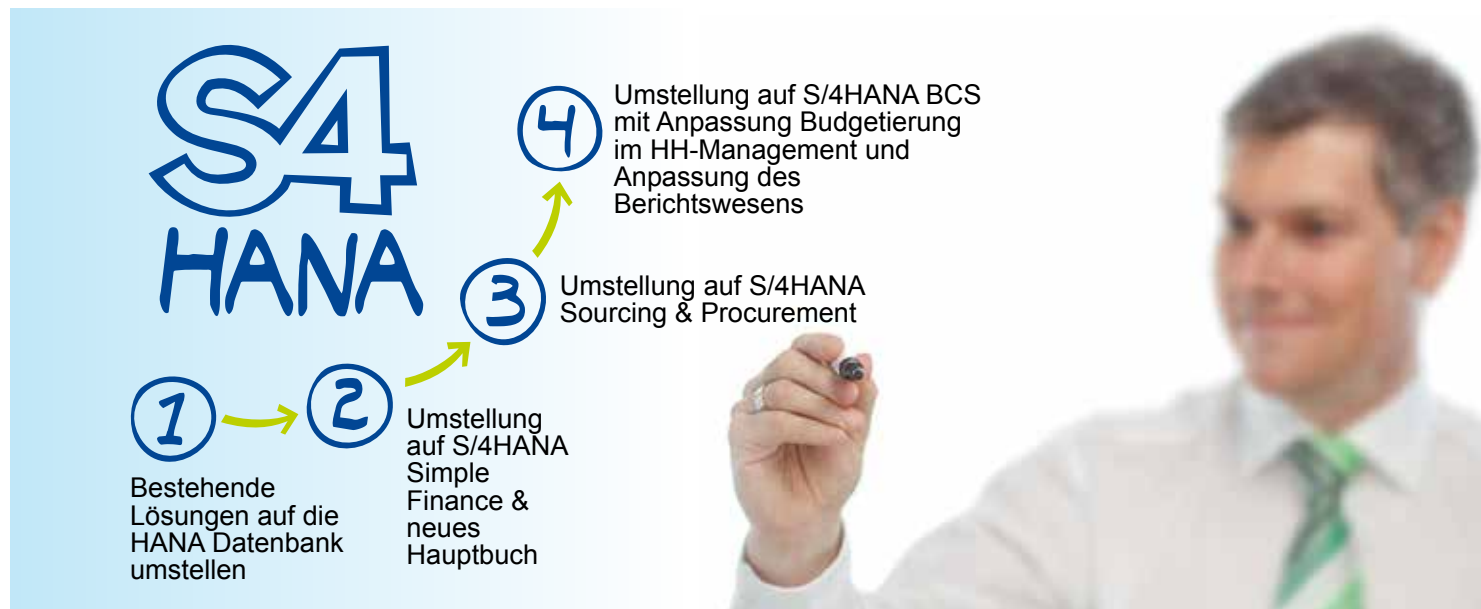 S4
HANA
1
Bestehende
Lösungen auf die
HANA Datenbank
umstellen
2
Umstellung
auf S/4HANA
Simple
Finance &
neues
Hauptbuch
3
Umstellung auf S/4HANA
Sourcing & Procurement
4
Umstellung auf S/4HANA BCS
mit Anpassung Budgetierung
im HH-Management und
Anpassung des
Berichtswesens